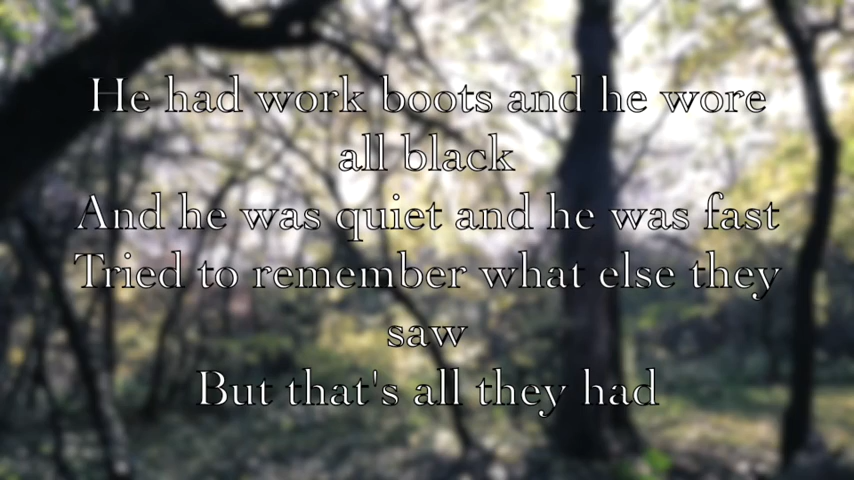 He had work boots and he wore
all black
And he was quiet and he was fast
Tried to remember what else they
saw
But that's all they had